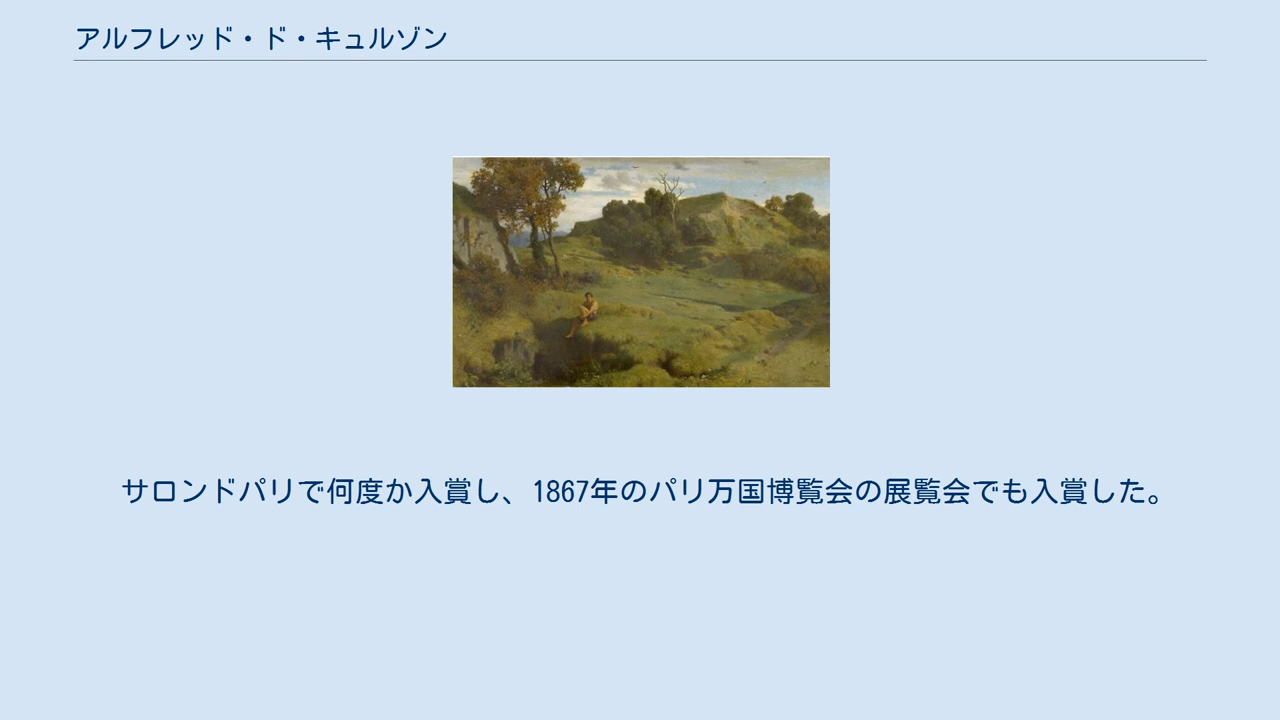 アルフレッド・ド・キュルゾン
サロンドパリで何度か入賞し、1867年のパリ万国博覧会の展覧会でも入賞した。